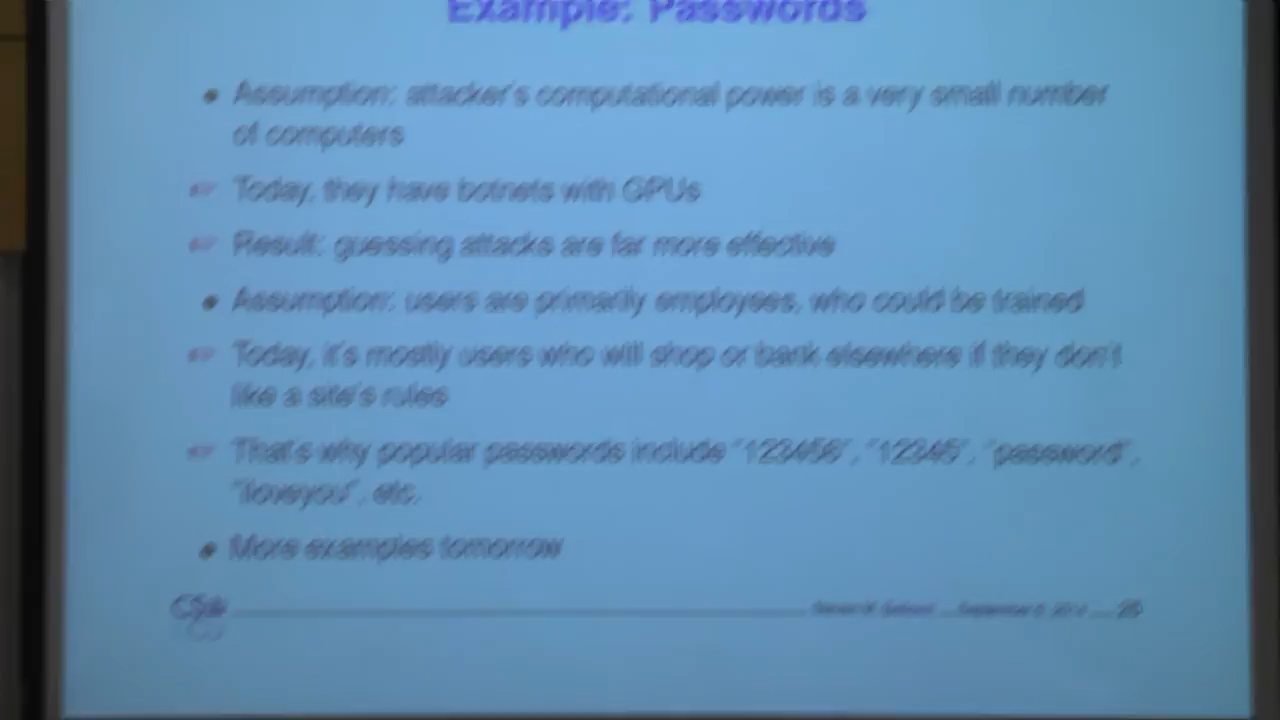 Example: Passwords
• Assumption: attacker's computational power is a very small number
of computers
☞ Today, they have botnets with GPUs
☞ Result: guessing attacks are far more effective
• Assumption: users are primarily employees, who could be trained
☞ Today, it's mostly users who will shop or bank elsewhere if they don't
like a site's rules
☞ That's why popular passwords include "123456", "12345", "password",
"iloveyou", etc.
• More examples tomorrow